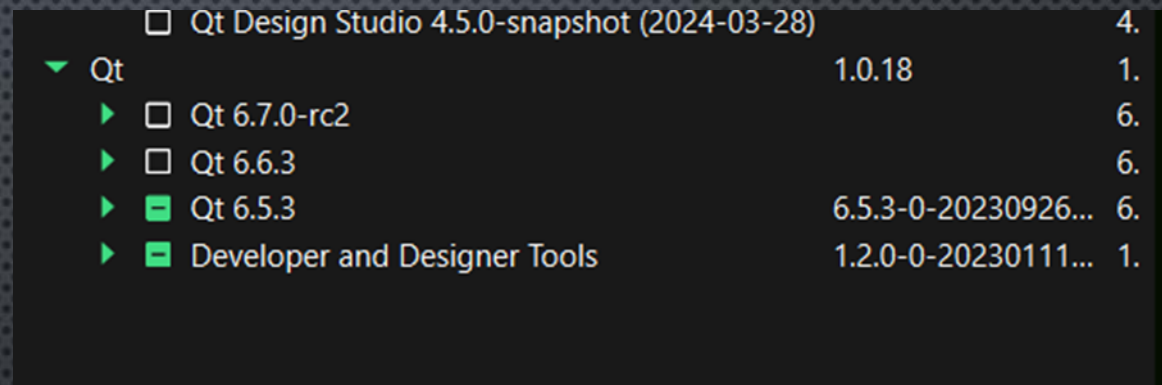 Qt Design Studio 4.5.0-snapshot (2024-03-28) 4.
Qt 1.0.18 1.
Qt 6.7.0-rc2 6.
Qt 6.6.3 6.
Qt 6.5.3 6.5.3-0-20230926... 6.
Developer and Designer Tools 1.2.0-0-20230111... 1.